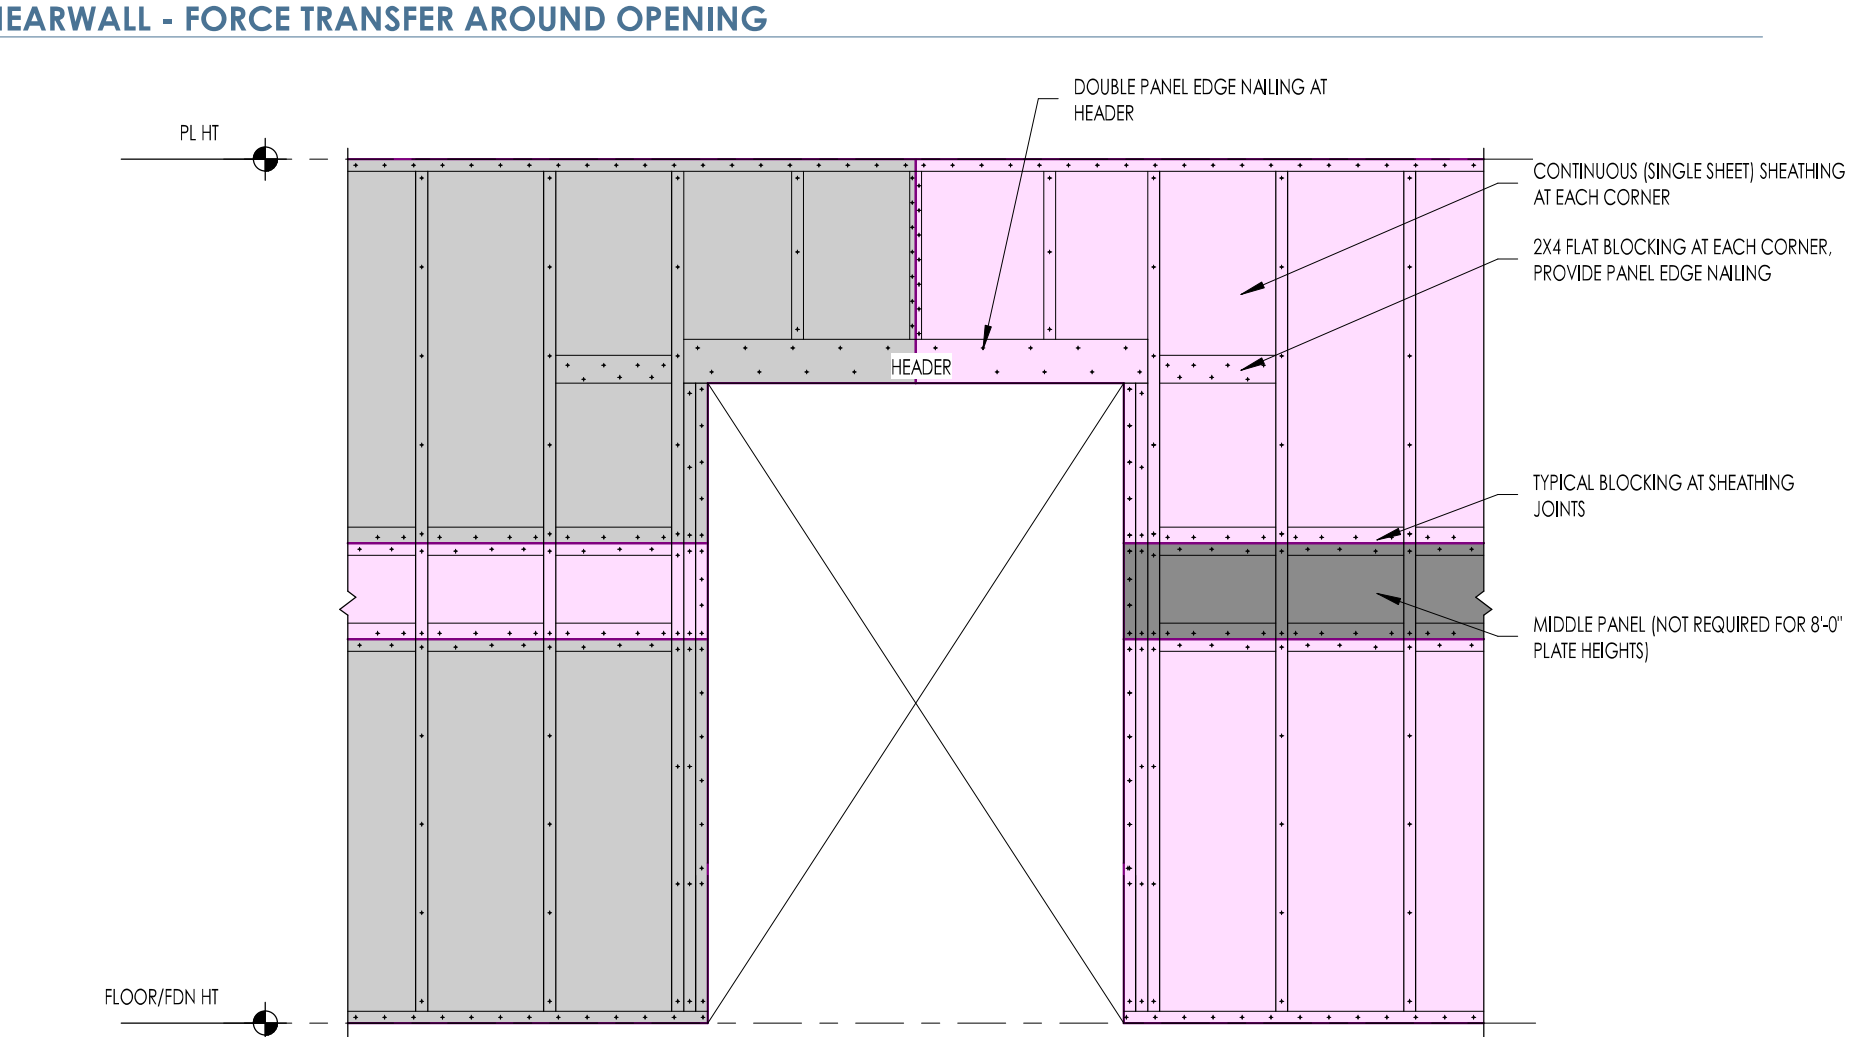 HEARWALL - FORCE TRANSFER AROUND OPENING
DOUBLE PANEL EDGE NAILING AT
HEADER
PL HT
CONTINUOUS (SINGLE SHEET) SHEATHING
AT EACH CORNER
2X4 FLAT BLOCKING AT EACH CORNER,
PROVIDE PANEL EDGE NAILING
HEADER
TYPICAL BLOCKING AT SHEATHING
JOINTS
MIDDLE PANEL (NOT REQUIRED FOR 8'-0"
PLATE HEIGHTS)
FLOOR/FDN HT